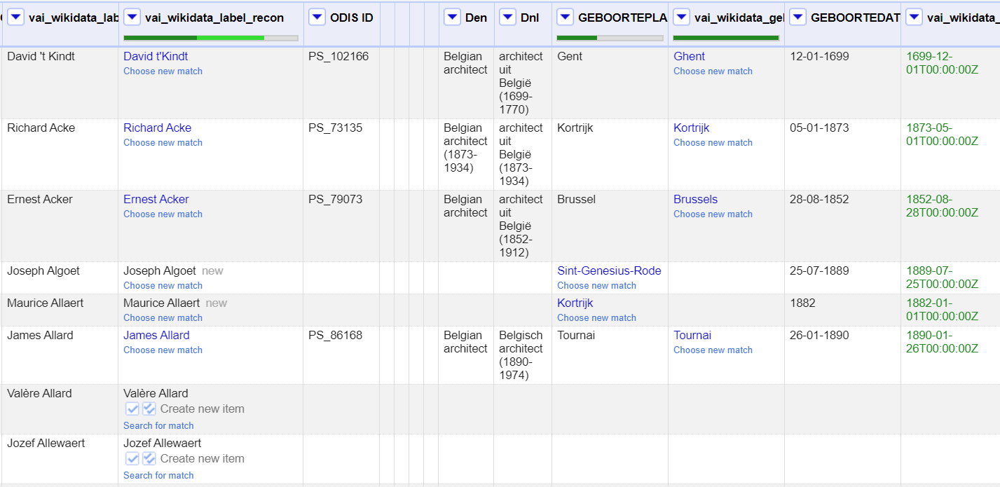 vai_wikidata_lab vai_wikidata_label_recon ODIS ID Den Dnl GEBOORTEPLA vai_wikidata_gel GEBOORTEDAT vai_wikidata_
David 't Kindt David t'Kindt PS_102166 Belgian architect Gent Ghent 12-01-1699 1699-12-
Choose new match architect uit Choose new match 01T00:00:00Z
België
(1699-
1770)
Richard Acke Richard Acke PS_73135 Belgian architect Kortrijk Kortrijk 05-01-1873 1873-05-
Choose new match architect uit Choose new match 01T00:00:00Z
(1873- België
1934) (1873-
1934)
Ernest Acker Ernest Acker PS_79073 Belgian architect Brussel Brussels 28-08-1852 1852-08-
Choose new match architect uit Choose new match 28T00:00:00Z
België
(1852-
1912)
Joseph Algoet Joseph Algoet new Sint-Genesius-Rode 25-07-1889 1889-07-
Choose new match Choose new match 25T00:00:00Z
Maurice Allaert Maurice Allaert new Kortrijk 1882 1882-01-
Choose new match Choose new match 01T00:00:00Z
James Allard James Allard PS_86168 Belgian Belgisch Tournai Tournai 26-01-1890 1890-01-
Choose new match architect architect Choose new match 26T00:00:00Z
(1890-
1974)
Valère Allard Valère Allard
Create new item
Search for match
Jozef Allewaert Jozef Allewaert
Create new item
Search for match